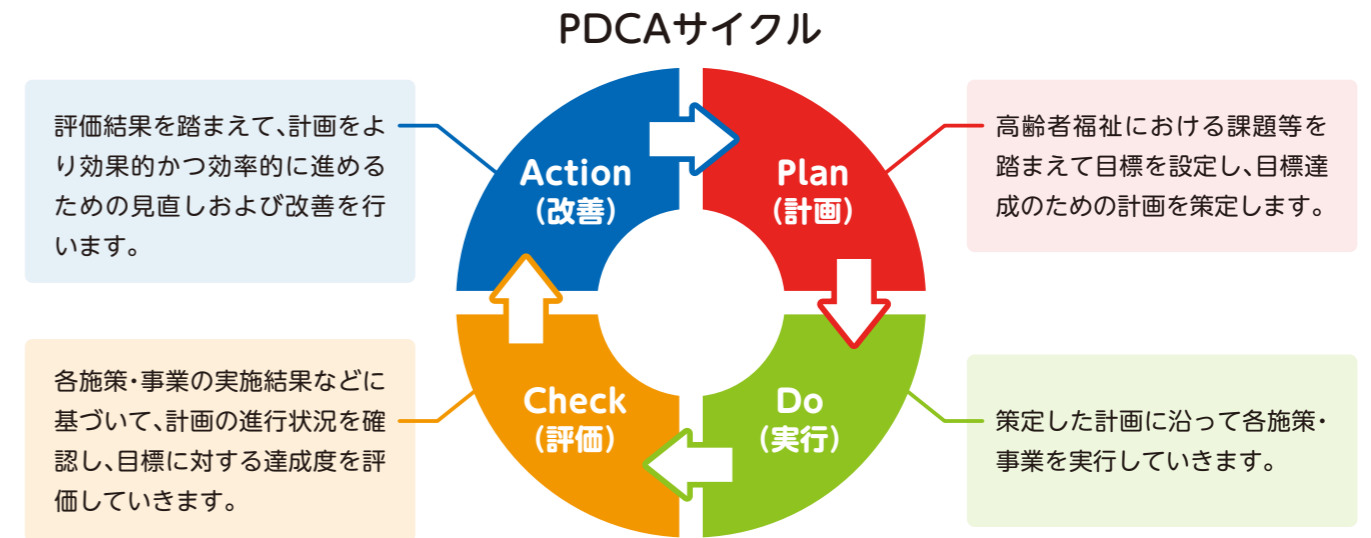 PDCAサイクル
評価結果を踏まえて、計画をよ
り効果的かつ効率的に進める
ための見直しおよび改善を行
います。
Action
(改善)
Plan
(計画)
高齢者福祉における課題等を
踏まえて目標を設定し、目標達
成のための計画を策定します。
各施策・事業の実施結果などに
基づいて、計画の進行状況を確
認し、目標に対する達成度を評
価していきます。
Check
(評価)
Do
(実行)
策定した計画に沿って各施策・
事業を実行していきます。